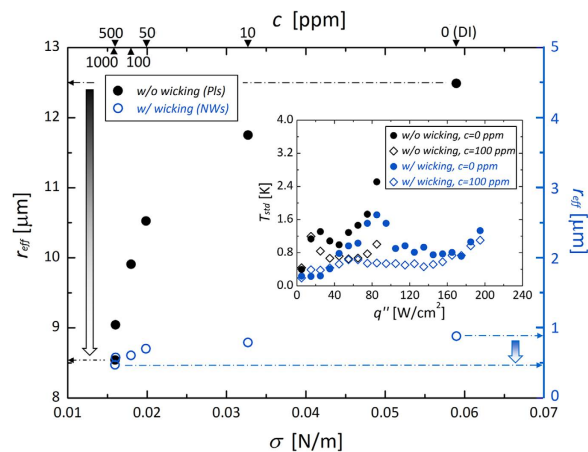 c [ppm]
500 50 10 0 (DI)
1000 100
13
12
11
10
9
8
r_eff [μm]
w/o wicking (PIs)
w/ wicking (NWs)
5
4
3
2
1
0
r_eff [μm]
w/o wicking, c=0 ppm
w/o wicking, c=100 ppm
w/ wicking, c=0 ppm
w/ wicking, c=100 ppm
4.0
3.2
2.4
1.6
0.8
0.0
T_std [K]
0 40 80 120 160 200 240
q'' [W/cm²]
0.01 0.02 0.03 0.04 0.05 0.06 0.07
σ [N/m]